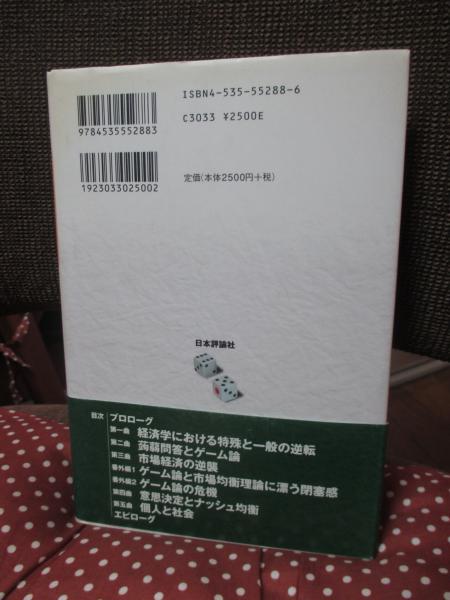 ISBN4-535-55288-6
C3033 ¥2500E
9784535552883
定価(本体2500円+税)
1923033025002
日本評論社
目次 プロローグ
第一曲 経済学における特殊と一般の逆転
第二曲 蒟蒻問答とゲーム論
第三曲 市場経済の逆襲
番外編1 ゲーム論と市場均衡理論に漂う閉塞感
番外編2 ゲーム論の危機
第四曲 意思決定とナッシュ均衡
第五曲 個人と社会
エピローグ